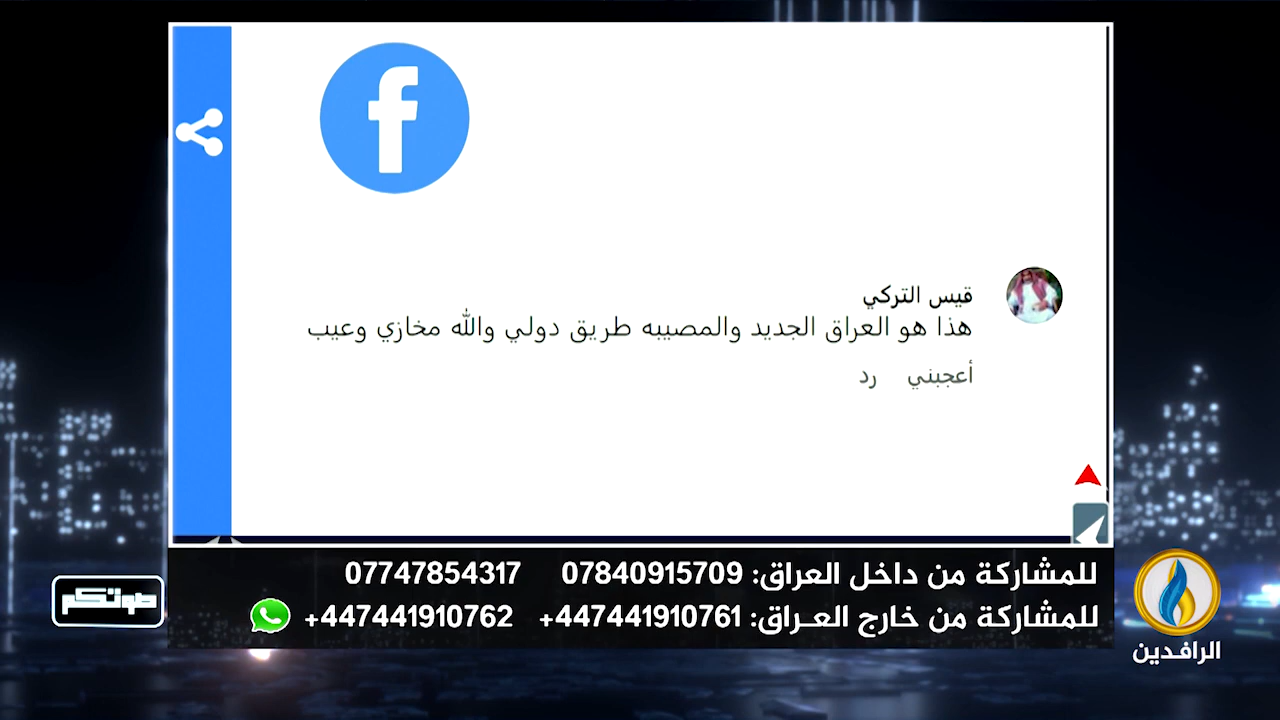 قيس التركي
هذا هو العراق الجديد والمصيبه طريق دولي والله مخازي وعيب
أعجبني رد
للمشاركة من داخل العراق: 07840915709 07747854317
للمشاركة من خارج العـراق: 447441910761+ 447441910762+
صوتكم
الرافدين